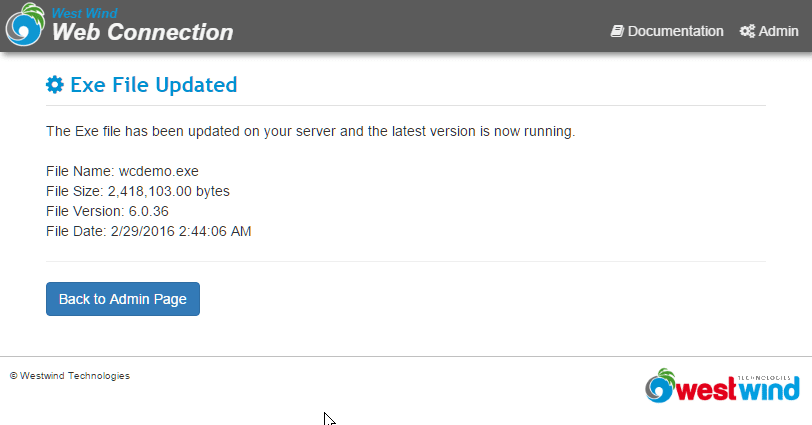 West Wind
Web Connection
Documentation
Admin
Exe File Updated
The Exe file has been updated on your server and the latest version is now running.
File Name: wcdemo.exe
File Size: 2,418,103.00 bytes
File Version: 6.0.36
File Date: 2/29/2016 2:44:06 AM
Back to Admin Page
© Westwind Technologies
TECHNOLOGIES
westwind